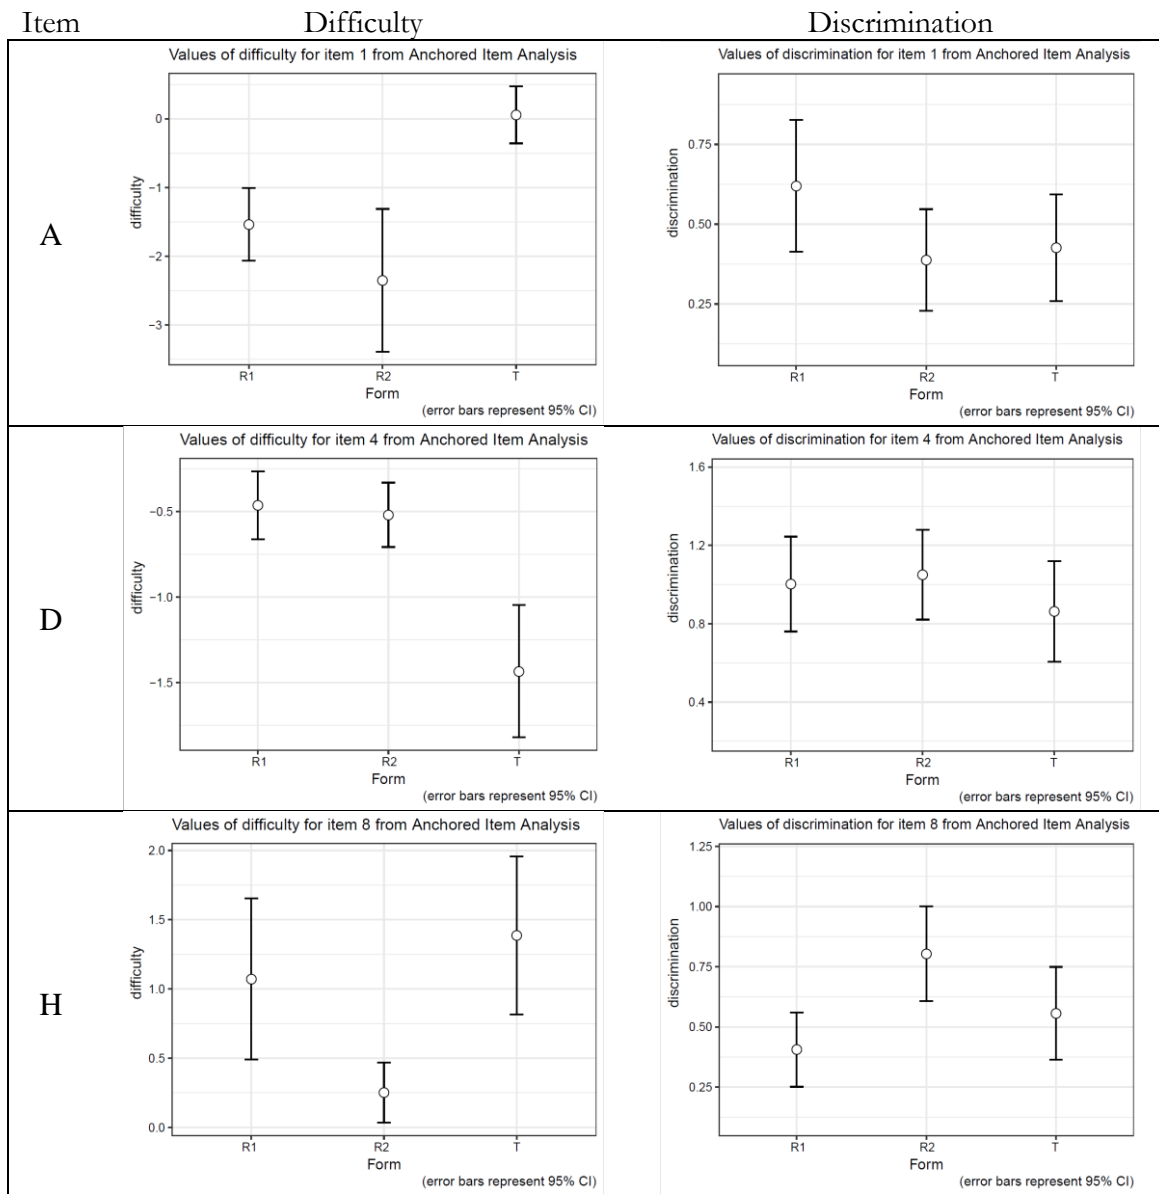 Item Difficulty Discrimination
A
Values of difficulty for item 1 from Anchored Item Analysis
difficulty
0
−1
−2
−3
R1 R2 T
Form
(error bars represent 95% CI)
Values of discrimination for item 1 from Anchored Item Analysis
discrimination
0.75
0.50
0.25
R1 R2 T
Form
(error bars represent 95% CI)
D
Values of difficulty for item 4 from Anchored Item Analysis
difficulty
−0.5
−1.0
−1.5
R1 R2 T
Form
(error bars represent 95% CI)
Values of discrimination for item 4 from Anchored Item Analysis
discrimination
1.6
1.2
0.8
0.4
R1 R2 T
Form
(error bars represent 95% CI)
H
Values of difficulty for item 8 from Anchored Item Analysis
difficulty
2.0
1.5
1.0
0.5
0.0
R1 R2 T
Form
(error bars represent 95% CI)
Values of discrimination for item 8 from Anchored Item Analysis
discrimination
1.25
1.00
0.75
0.50
0.25
R1 R2 T
Form
(error bars represent 95% CI)